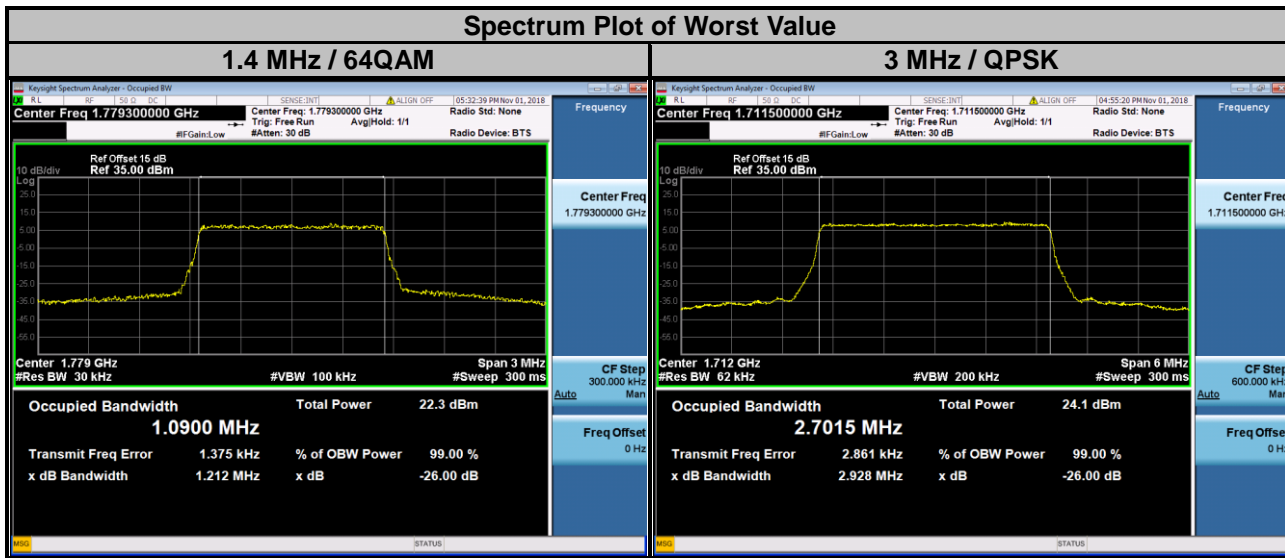 Spectrum Plot of Worst Value
1.4 MHz / 64QAM
3 MHz / QPSK
Keysight Spectrum Analyzer - Occupied BW
RL RF 50 Ω DC SENSE:INT ALIGN OFF 05:32:39 PM Nov 01, 2018
Center Freq 1.779300000 GHz
Center Freq: 1.779300000 GHz Radio Std: None
Trig: Free Run Avg|Hold: 1/1
#IFGain:Low #Atten: 30 dB Radio Device: BTS
Ref Offset 15 dB
10 dB/div Ref 35.00 dBm
Log
25.0
15.0
5.00
-5.00
-15.0
-25.0
-35.0
-45.0
-55.0
Center 1.779 GHz Span 3 MHz
#Res BW 30 kHz #VBW 100 kHz #Sweep 300 ms
Occupied Bandwidth Total Power 22.3 dBm
1.0900 MHz
Transmit Freq Error 1.375 kHz % of OBW Power 99.00 %
x dB Bandwidth 1.212 MHz x dB -26.00 dB
MSG STATUS
Frequency
Center Freq
1.779300000 GHz
CF Step
300.000 kHz
Auto Man
Freq Offset
0 Hz
Keysight Spectrum Analyzer - Occupied BW
RL RF 50 Ω DC SENSE:INT ALIGN OFF 04:55:20 PM Nov 01, 2018
Center Freq 1.711500000 GHz
Center Freq: 1.711500000 GHz Radio Std: None
Trig: Free Run Avg|Hold: 1/1
#IFGain:Low #Atten: 30 dB Radio Device: BTS
Ref Offset 15 dB
10 dB/div Ref 35.00 dBm
Log
25.0
15.0
5.00
-5.00
-15.0
-25.0
-35.0
-45.0
-55.0
Center 1.712 GHz Span 6 MHz
#Res BW 62 kHz #VBW 200 kHz #Sweep 300 ms
Occupied Bandwidth Total Power 24.1 dBm
2.7015 MHz
Transmit Freq Error 2.861 kHz % of OBW Power 99.00 %
x dB Bandwidth 2.928 MHz x dB -26.00 dB
MSG STATUS
Frequency
Center Fre
1.711500000 GH
CF Step
600.000 kH
Auto Ma
Freq Offse
0 H